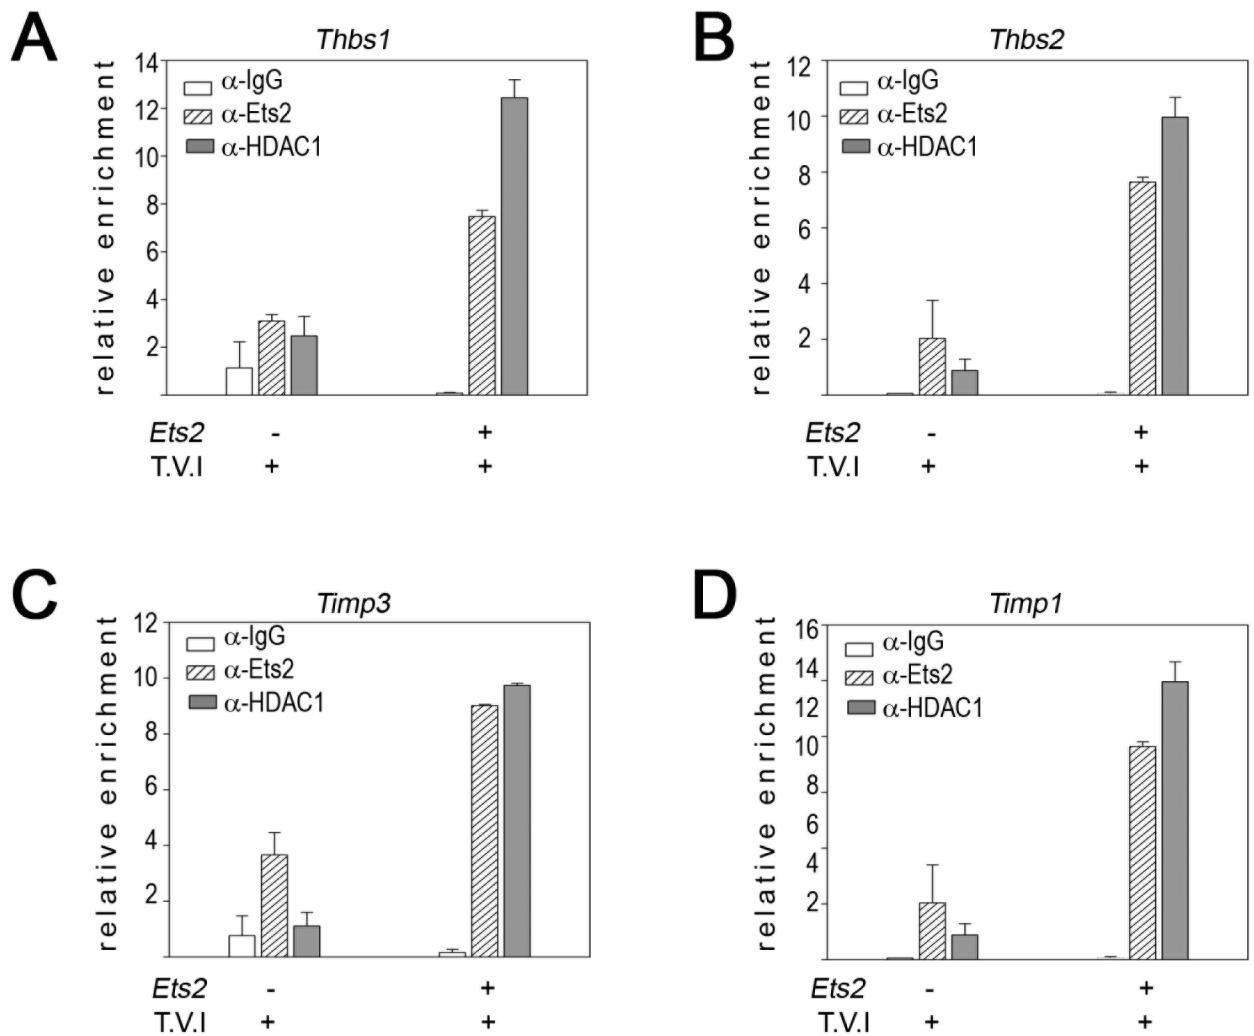 A
Thbs1
relative enrichment
14
12
10
8
6
4
2
α-IgG
α-Ets2
α-HDAC1
Ets2 - +
T.V.I + +
B
Thbs2
relative enrichment
12
10
8
6
4
2
α-IgG
α-Ets2
α-HDAC1
Ets2 - +
T.V.I + +
C
Timp3
relative enrichment
12
10
8
6
4
2
α-IgG
α-Ets2
α-HDAC1
Ets2 - +
T.V.I + +
D
Timp1
relative enrichment
16
14
12
10
8
6
4
2
α-IgG
α-Ets2
α-HDAC1
Ets2 - +
T.V.I + +